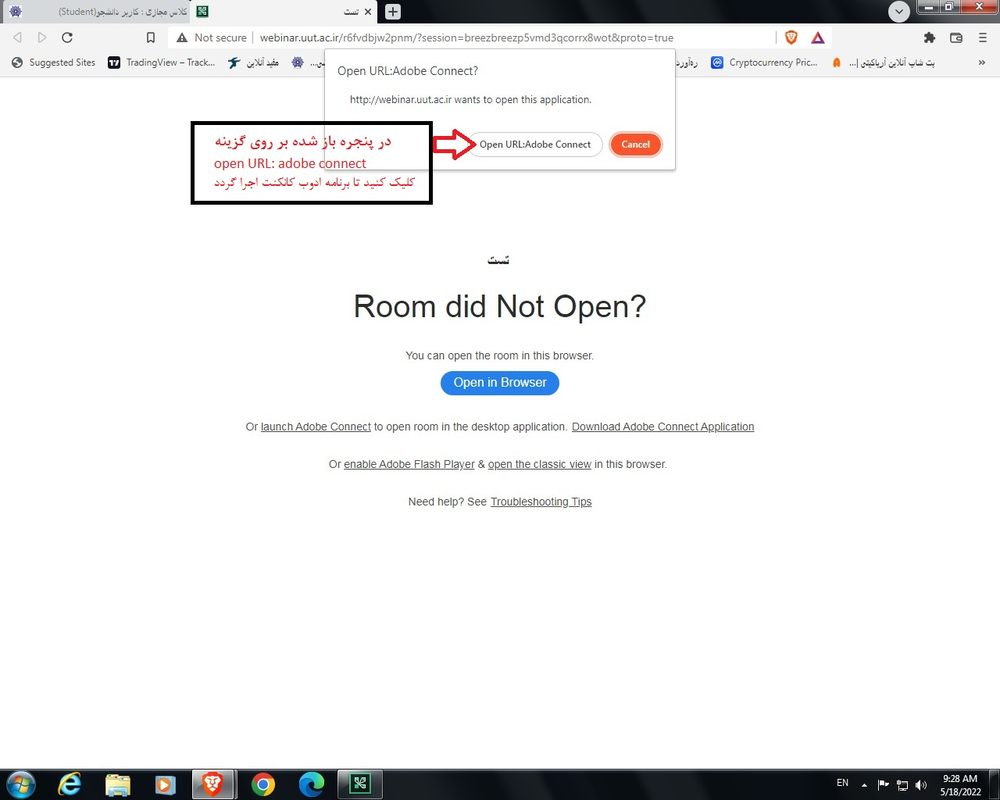 کلاس مجازی : کاربر دانشجو(Student)
تست
Not secure
webinar.uut.ac.ir/r6fvdbjw2pnm/?session=breezbreezp5vmd3qcorrx8wot&proto=true
Suggested Sites
TradingView – Track...
مفید آنلاین
ره‌آورد
Cryptocurrency Pric...
پت شاپ آنلاین آرياکيتی |...
»
Open URL:Adobe Connect?
http://webinar.uut.ac.ir wants to open this application.
Open URL:Adobe Connect
Cancel
در پنجره باز شده بر روی گزینه
open URL: adobe connect
کلیک کنید تا برنامه ادوب کانکنت اجرا گردد
تست
Room did Not Open?
You can open the room in this browser.
Open in Browser
Or launch Adobe Connect to open room in the desktop application. Download Adobe Connect Application
Or enable Adobe Flash Player & open the classic view in this browser.
Need help? See Troubleshooting Tips
EN
9:28 AM
5/18/2022